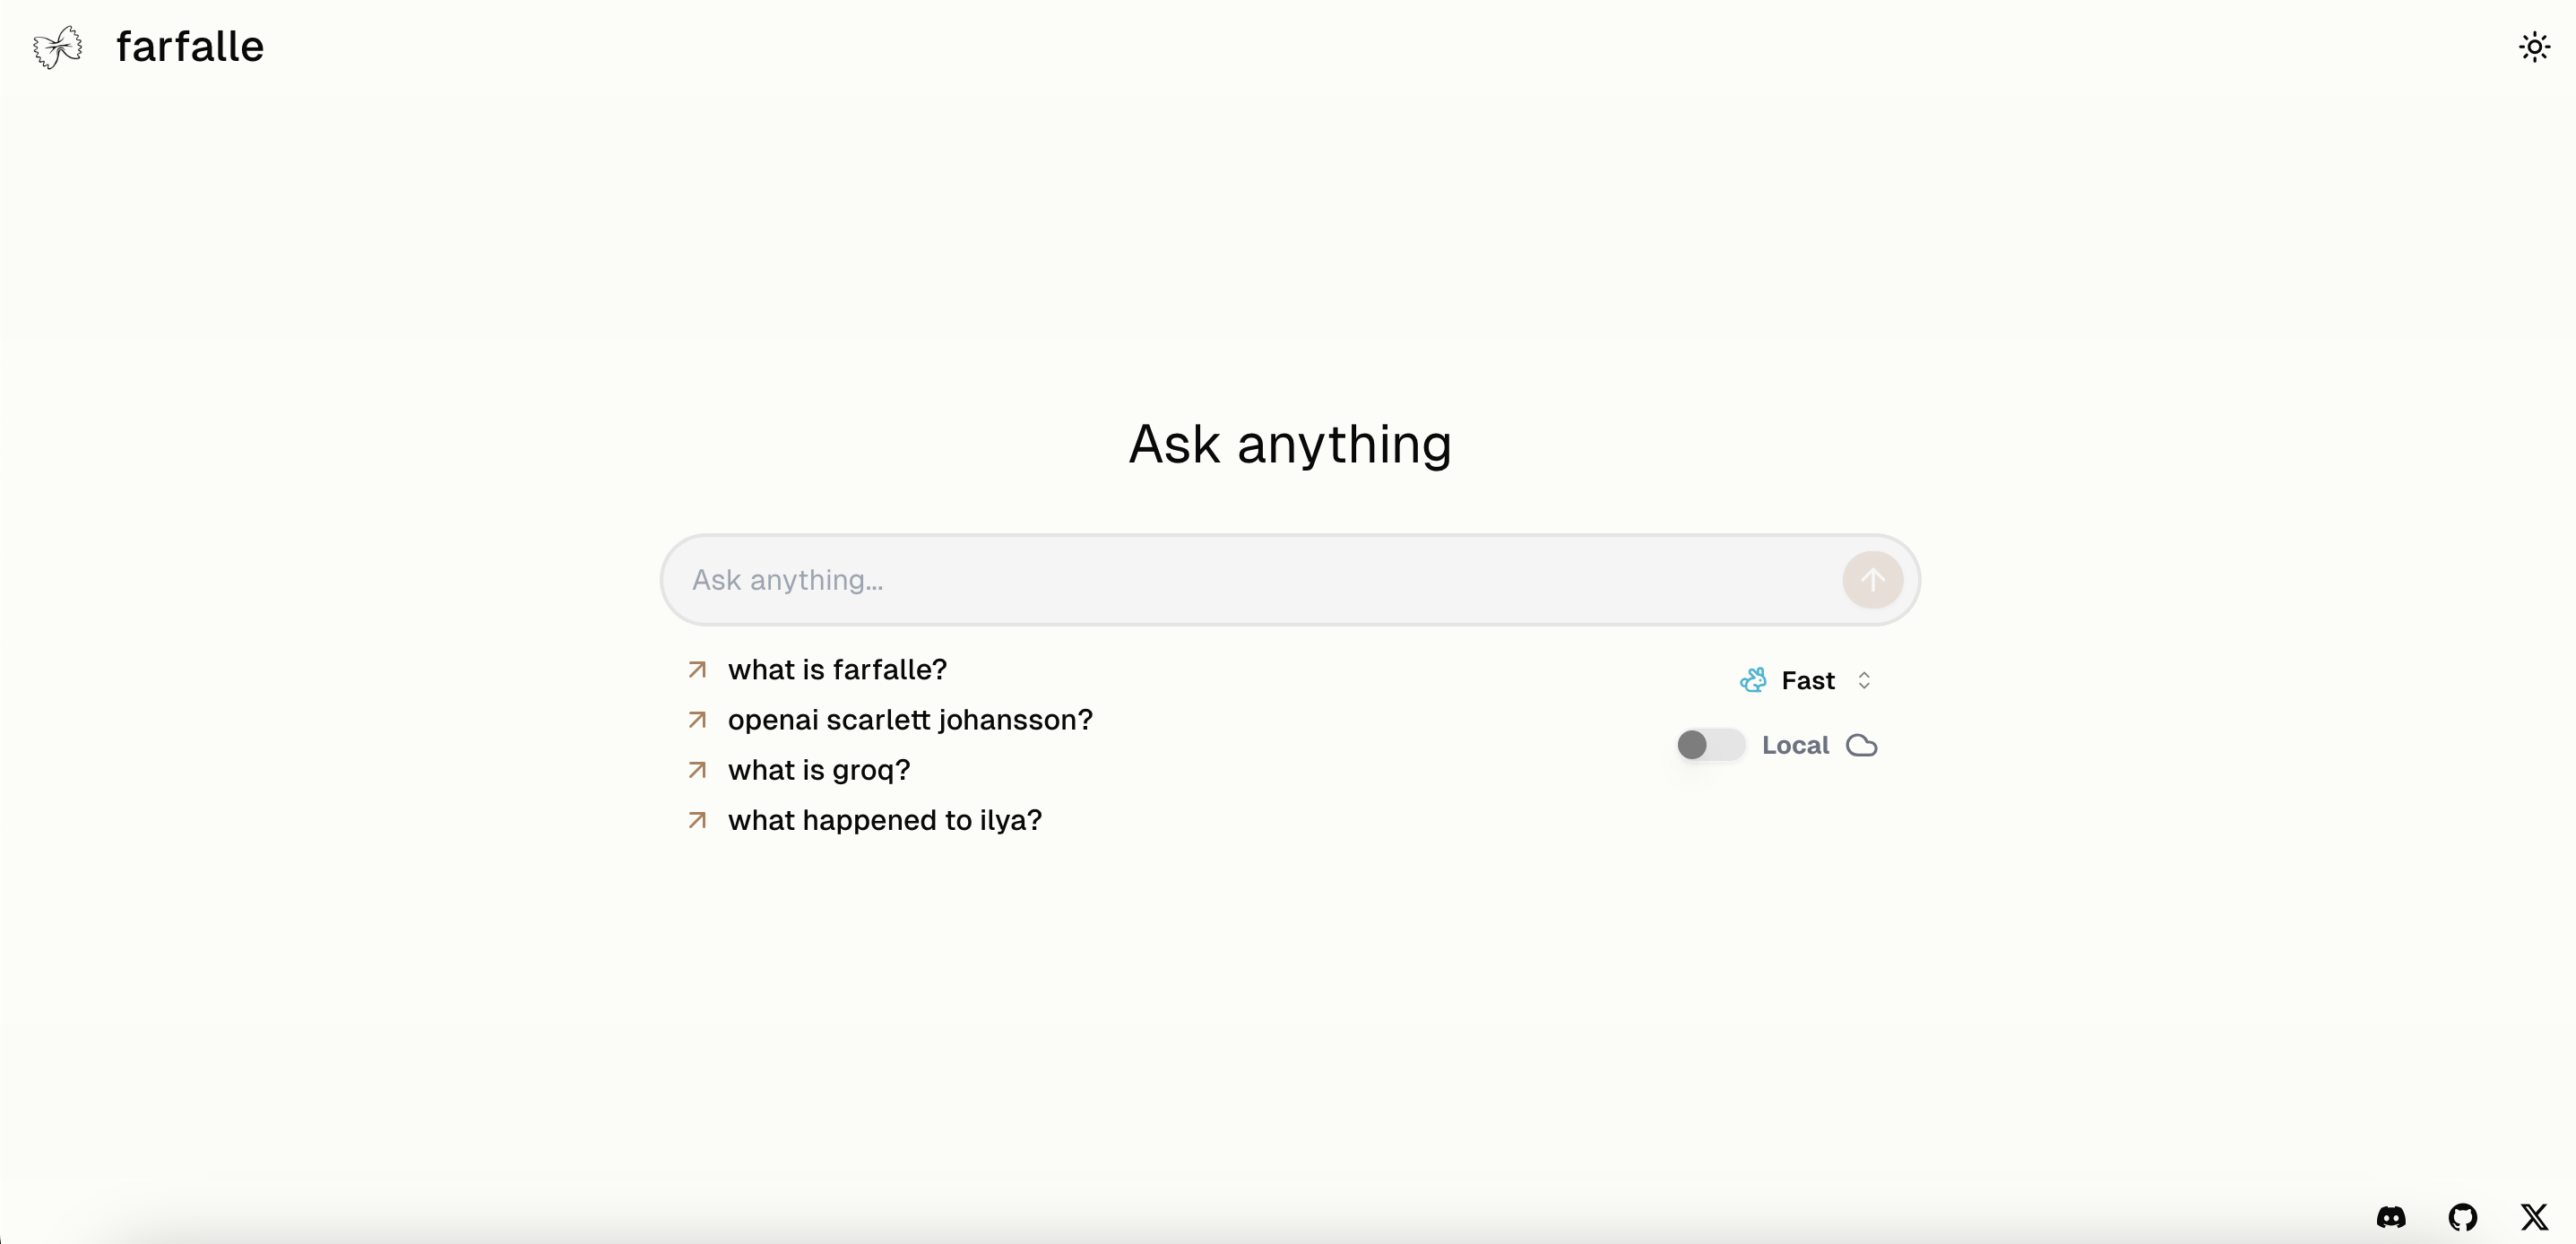 farfalle
Ask anything
Ask anything...
what is farfalle?
openai scarlett johansson?
what is groq?
what happened to ilya?
Fast
Local